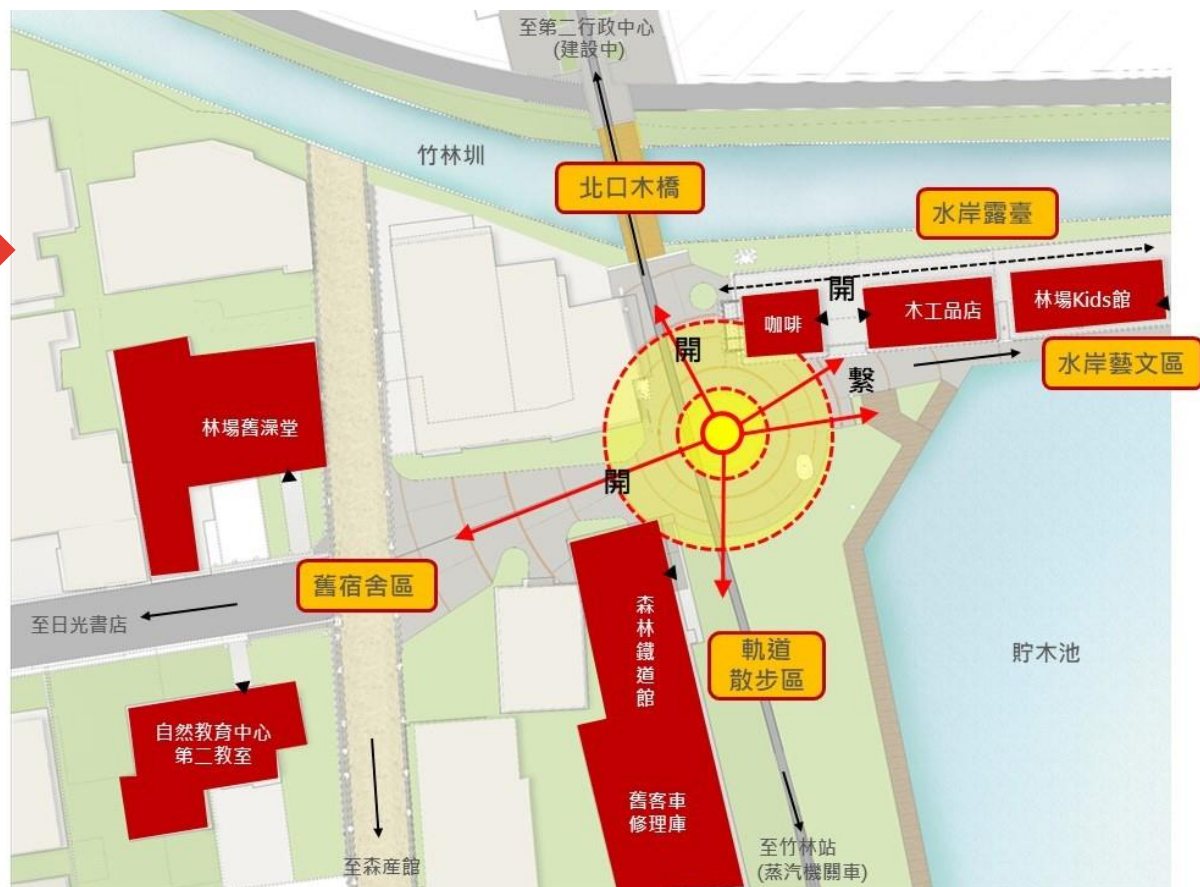 至第二行政中心
(建設中)
竹林圳
北口木橋
水岸露臺
開
咖啡
木工品店
林場Kids館
開
繫
水岸藝文區
林場舊澡堂
開
舊宿舍區
至日光書店
森林鐵道館
軌道
散步區
貯木池
自然教育中心
第二教室
舊客車
修理庫
至森産館
至竹林站
(蒸汽機關車)